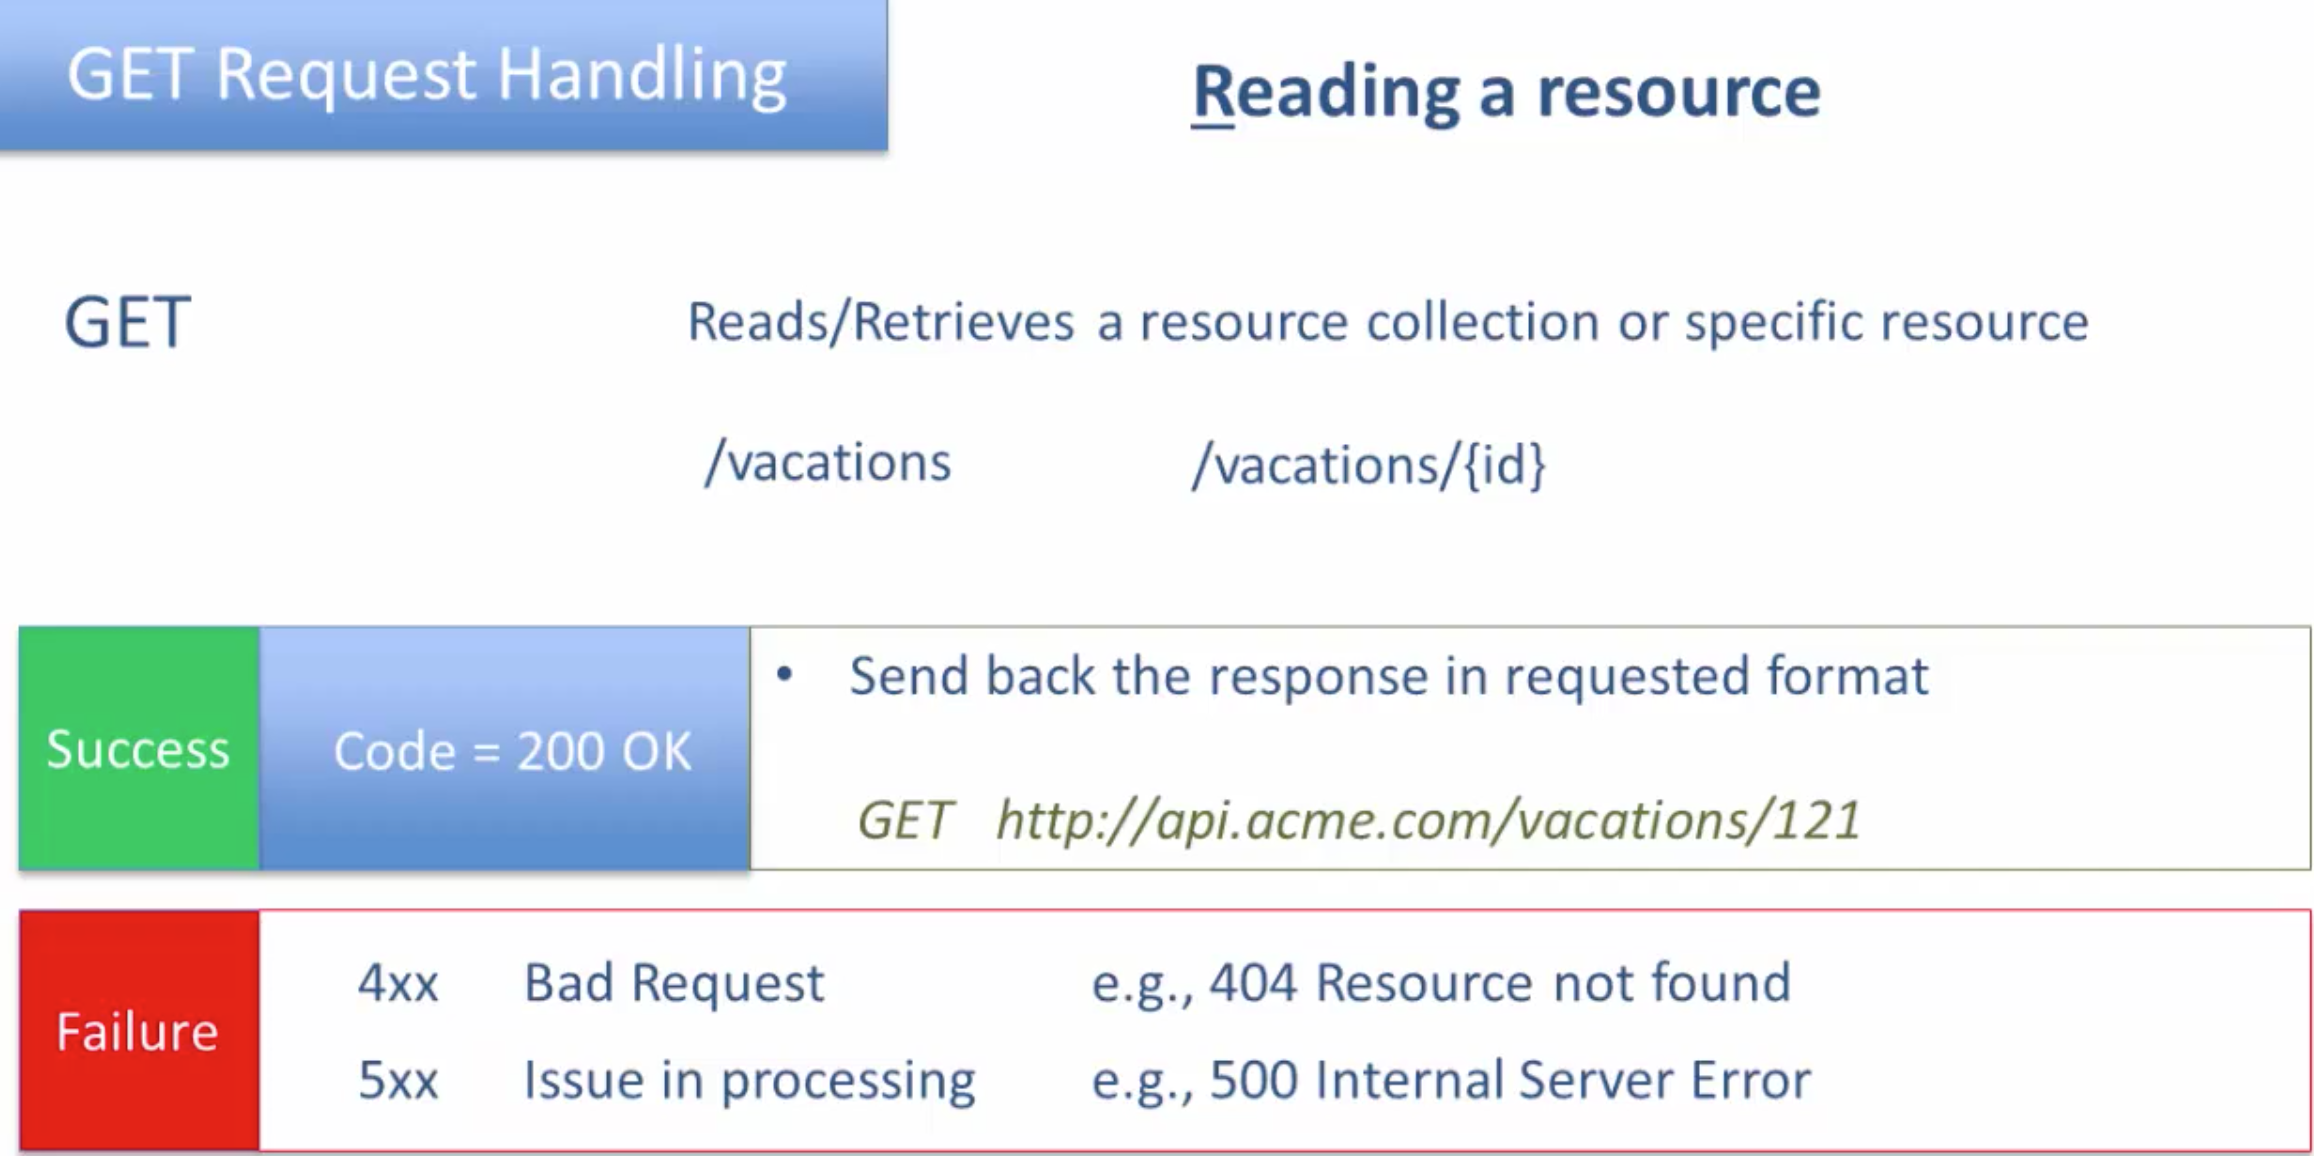 GET Request Handling
Reading a resource
GET
Reads/Retrieves a resource collection or specific resource
/vacations
/vacations/{id}
Success
Code = 200 OK
• Send back the response in requested format
GET http://api.acme.com/vacations/121
Failure
4xx Bad Request e.g., 404 Resource not found
5xx Issue in processing e.g., 500 Internal Server Error